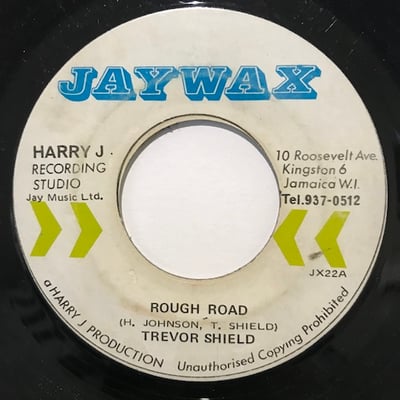 JAYWAX
HARRY J.
RECORDING
STUDIO
Jay Music Ltd.
10 Roosevelt Ave.
Kingston 6
Jamaica W.I.
Tel.937-0512
JX22A
ROUGH ROAD
(H. JOHNSON, T. SHIELD)
TREVOR SHIELD
a HARRY J PRODUCTION Unauthorised Copying Prohibited